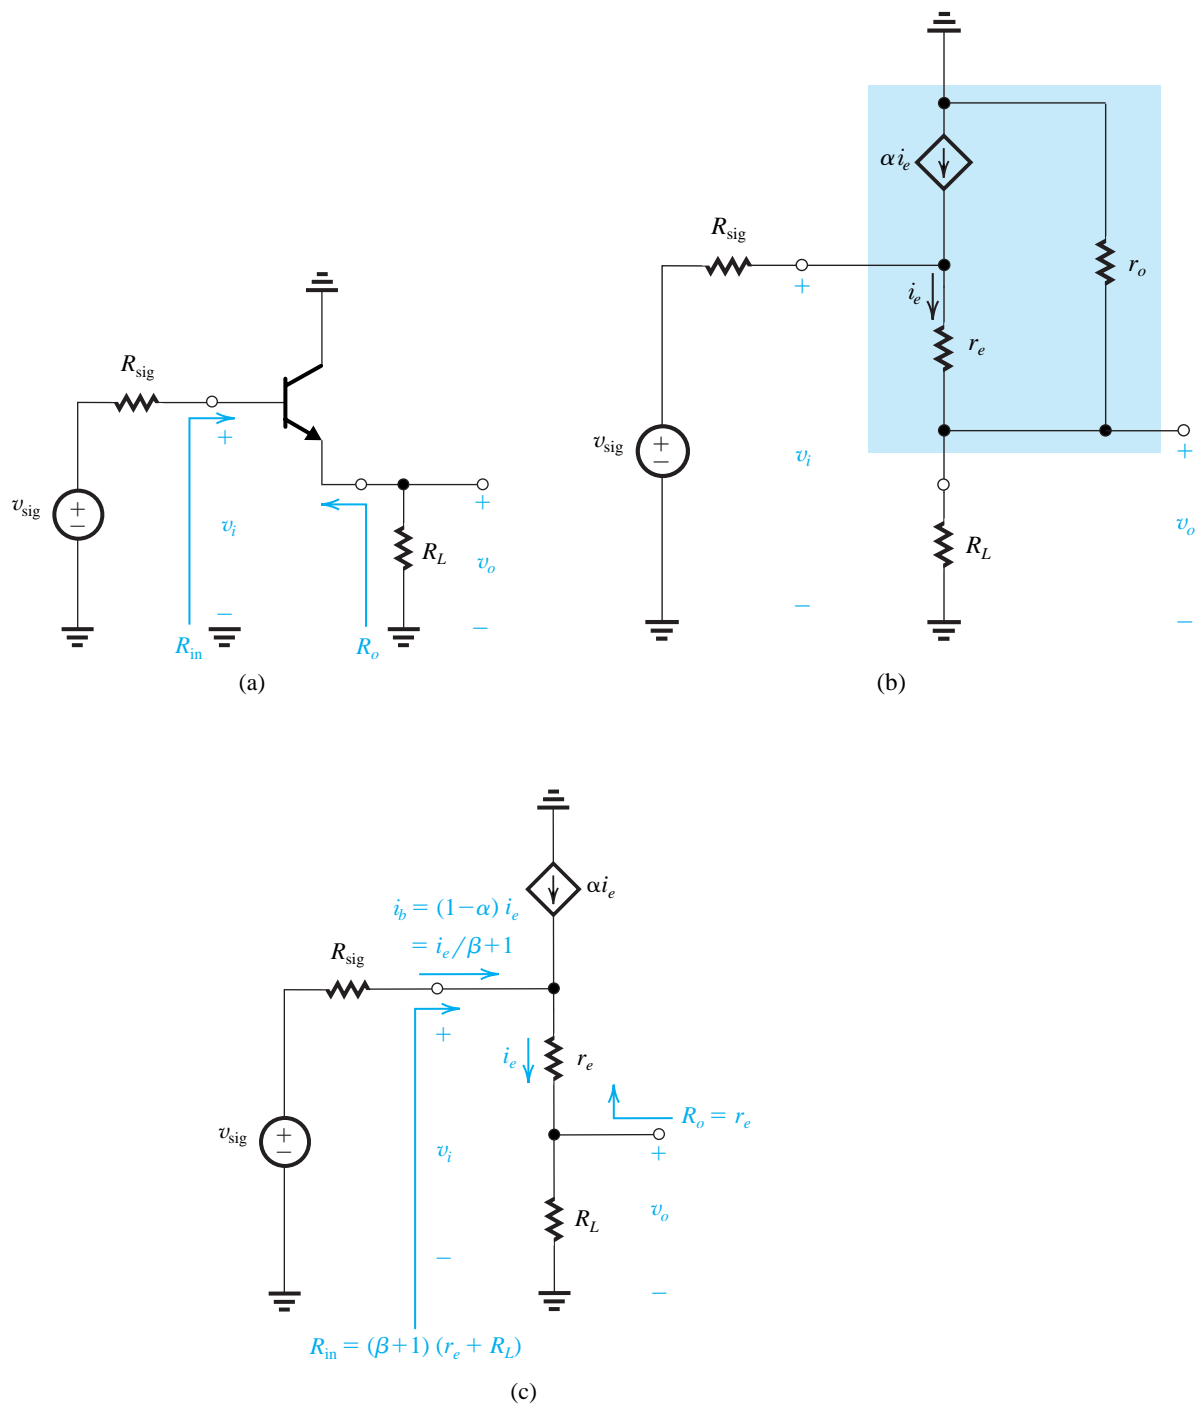 R_sig
v_sig
+
−
+
v_i
−
R_in
R_o
R_L
+
v_o
−
(a)
αi_e
R_sig
+
i_e
r_e
r_o
v_sig
+
−
v_i
−
R_L
+
v_o
−
(b)
αi_e
i_b = (1−α) i_e
= i_e/β+1
R_sig
+
i_e
r_e
R_o = r_e
v_sig
+
−
v_i
−
R_L
+
v_o
−
R_in = (β+1) (r_e + R_L)
(c)